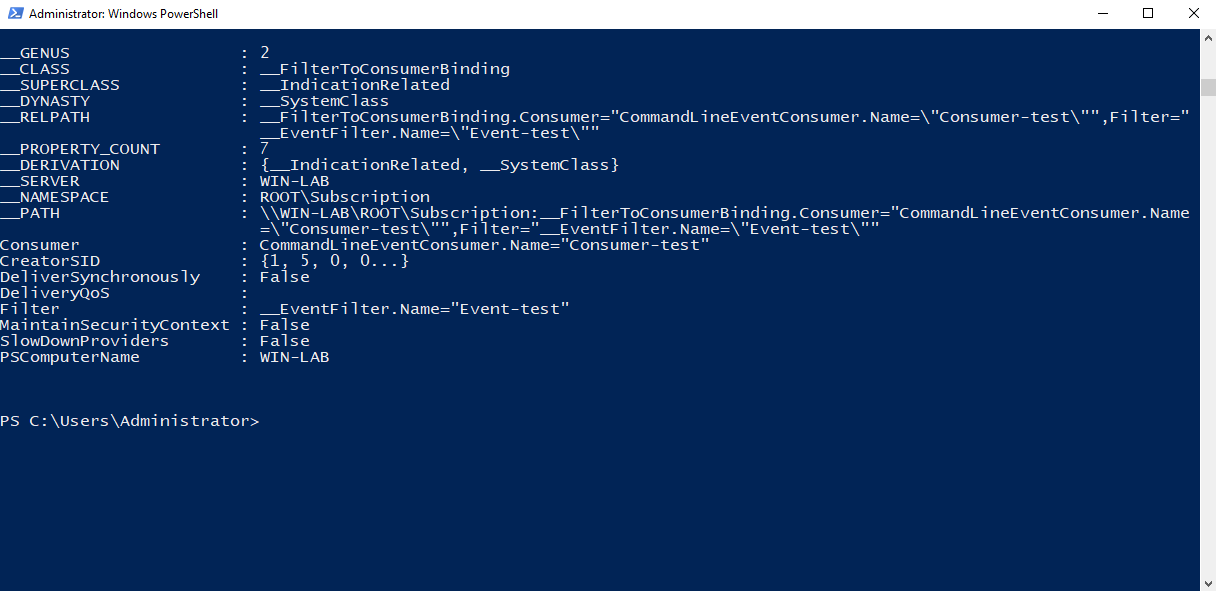 Administrator: Windows PowerShell
__GENUS : 2
__CLASS : __FilterToConsumerBinding
__SUPERCLASS : __IndicationRelated
__DYNASTY : __SystemClass
__RELPATH : __FilterToConsumerBinding.Consumer="CommandLineEventConsumer.Name=\"Consumer-test\"",Filter="
__EventFilter.Name=\"Event-test\""
__PROPERTY_COUNT : 7
__DERIVATION : {__IndicationRelated, __SystemClass}
__SERVER : WIN-LAB
__NAMESPACE : ROOT\Subscription
__PATH : \\WIN-LAB\ROOT\Subscription:__FilterToConsumerBinding.Consumer="CommandLineEventConsumer.Name
=\"Consumer-test\"",Filter="__EventFilter.Name=\"Event-test\""
Consumer : CommandLineEventConsumer.Name="Consumer-test"
CreatorSID : {1, 5, 0, 0...}
DeliverSynchronously : False
DeliveryQoS :
Filter : __EventFilter.Name="Event-test"
MaintainSecurityContext : False
SlowDownProviders : False
PSComputerName : WIN-LAB
PS C:\Users\Administrator>